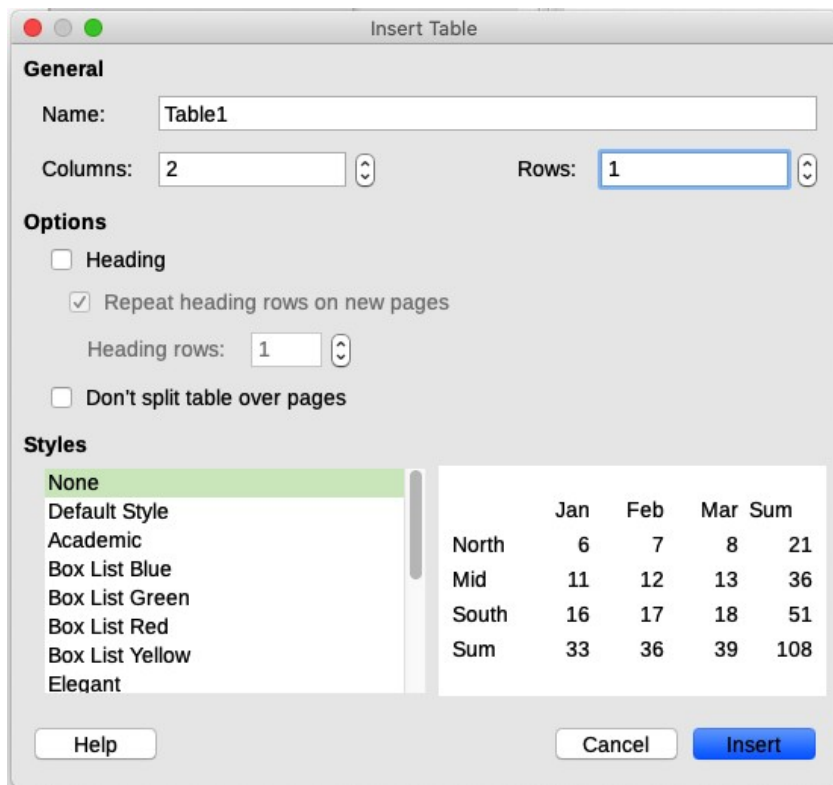 Insert Table
General
Name: Table1
Columns: 2 Rows: 1
Options
Heading
Repeat heading rows on new pages
Heading rows: 1
Don't split table over pages
Styles
None
Default Style
Academic
Box List Blue
Box List Green
Box List Red
Box List Yellow
Elegant
Jan Feb Mar Sum
North 6 7 8 21
Mid 11 12 13 36
South 16 17 18 51
Sum 33 36 39 108
Help Cancel Insert